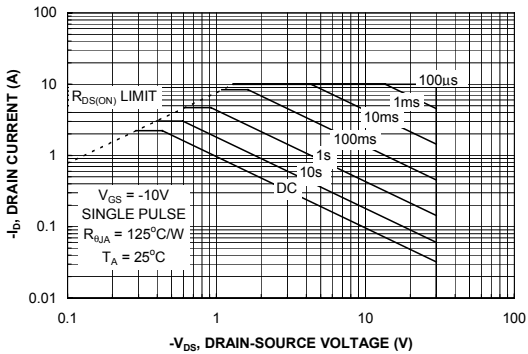 100
10
1
0.1
0.01
-I_D, DRAIN CURRENT (A)
R_DS(ON) LIMIT
100µs
1ms
10ms
100ms
1s
10s
DC
V_GS = -10V
SINGLE PULSE
R_θJA = 125°C/W
T_A = 25°C
0.1
1
10
100
-V_DS, DRAIN-SOURCE VOLTAGE (V)